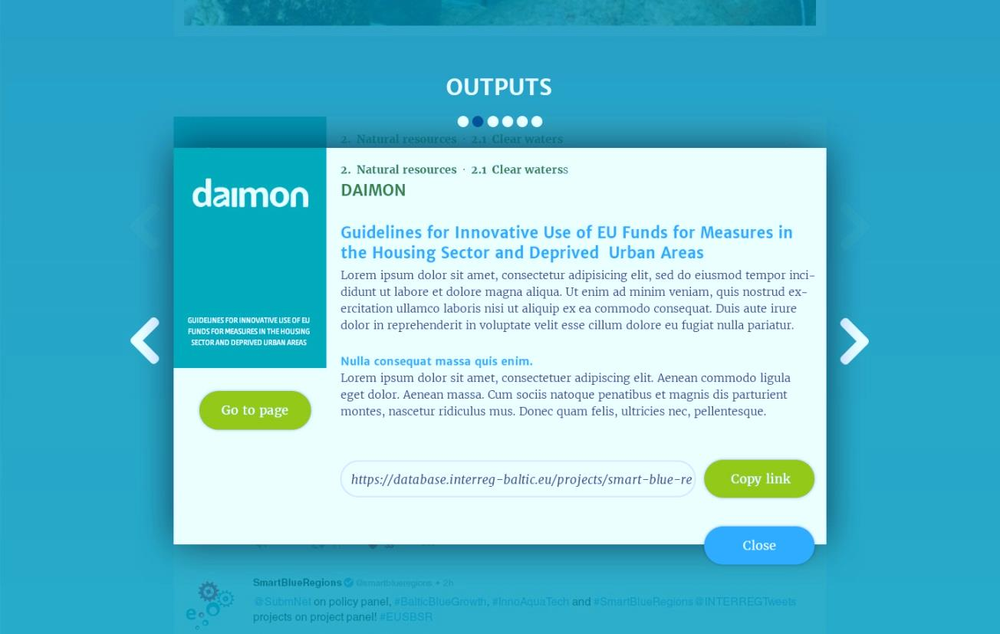 OUTPUTS
2. Natural resources · 2.1 Clear waters
2. Natural resources · 2.1 Clear waterss
DAIMON
daimon
GUIDELINES FOR INNOVATIVE USE OF EU
FUNDS FOR MEASURES IN THE HOUSING
SECTOR AND DEPRIVED URBAN AREAS
Go to page
Guidelines for Innovative Use of EU Funds for Measures in
the Housing Sector and Deprived Urban Areas
Lorem ipsum dolor sit amet, consectetur adipisicing elit, sed do eiusmod tempor inci-
didunt ut labore et dolore magna aliqua. Ut enim ad minim veniam, quis nostrud ex-
ercitation ullamco laboris nisi ut aliquip ex ea commodo consequat. Duis aute irure
dolor in reprehenderit in voluptate velit esse cillum dolore eu fugiat nulla pariatur.
Nulla consequat massa quis enim.
Lorem ipsum dolor sit amet, consectetuer adipiscing elit. Aenean commodo ligula
eget dolor. Aenean massa. Cum sociis natoque penatibus et magnis dis parturient
montes, nascetur ridiculus mus. Donec quam felis, ultricies nec, pellentesque.
https://database.interreg-baltic.eu/projects/smart-blue-re
Copy link
Close
SmartBlueRegions @smartblueregions • 2h
@SubmNet on policy panel, #BalticBlueGrowth, #InnoAquaTech and #SmartBlueRegions@INTERREGTweets
projects on project panel! #EUSBSR